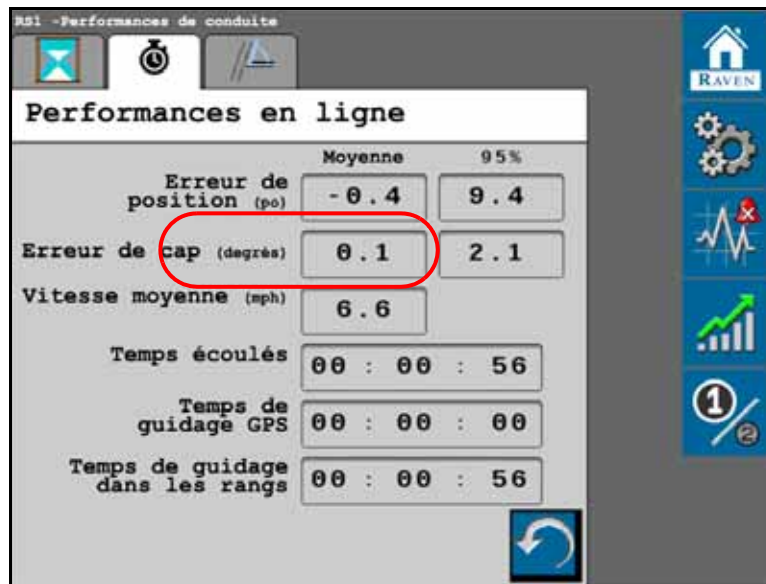 RS1 -Performances de conduite
RAVEN
Performances en ligne
Moyenne 95%
Erreur de
position (po) -0.4 9.4
Erreur de cap (degrés) 0.1 2.1
Vitesse moyenne (mph) 6.6
Temps écoulés 00 : 00 : 56
Temps de
guidage GPS 00 : 00 : 00
Temps de guidage
dans les rangs 00 : 00 : 56
1/2